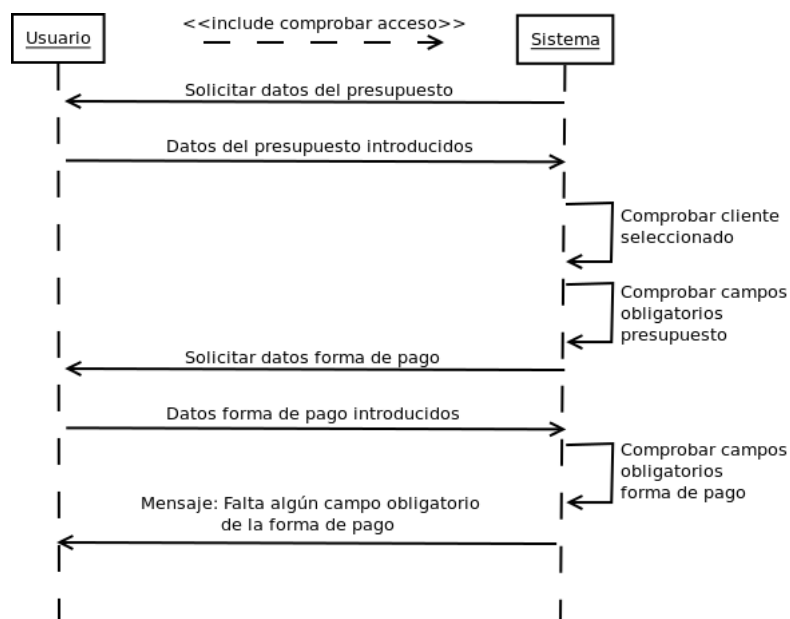 <<include comprobar acceso>>
Usuario
Sistema
Solicitar datos del presupuesto
Datos del presupuesto introducidos
Comprobar cliente
seleccionado
Comprobar campos
obligatorios
presupuesto
Solicitar datos forma de pago
Datos forma de pago introducidos
Comprobar campos
obligatorios
forma de pago
Mensaje: Falta algún campo obligatorio
de la forma de pago